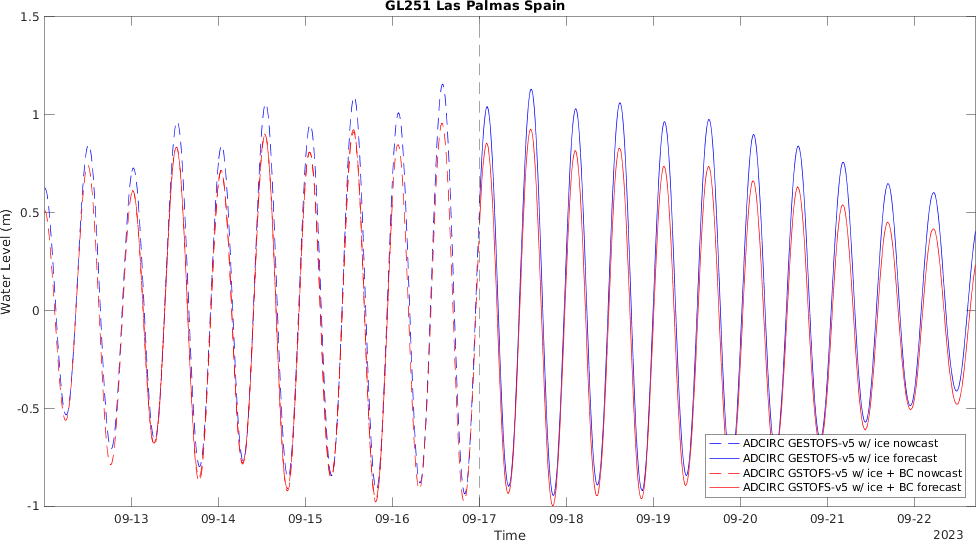 GL251 Las Palmas Spain
1.5
1
0.5
0
-0.5
-1
Water Level (m)
ADCIRC GESTOFS-v5 w/ ice nowcast
ADCIRC GESTOFS-v5 w/ ice forecast
ADCIRC GSTOFS-v5 w/ ice + BC nowcast
ADCIRC GSTOFS-v5 w/ ice + BC forecast
09-13 09-14 09-15 09-16 09-17 09-18 09-19 09-20 09-21 09-22
Time
2023